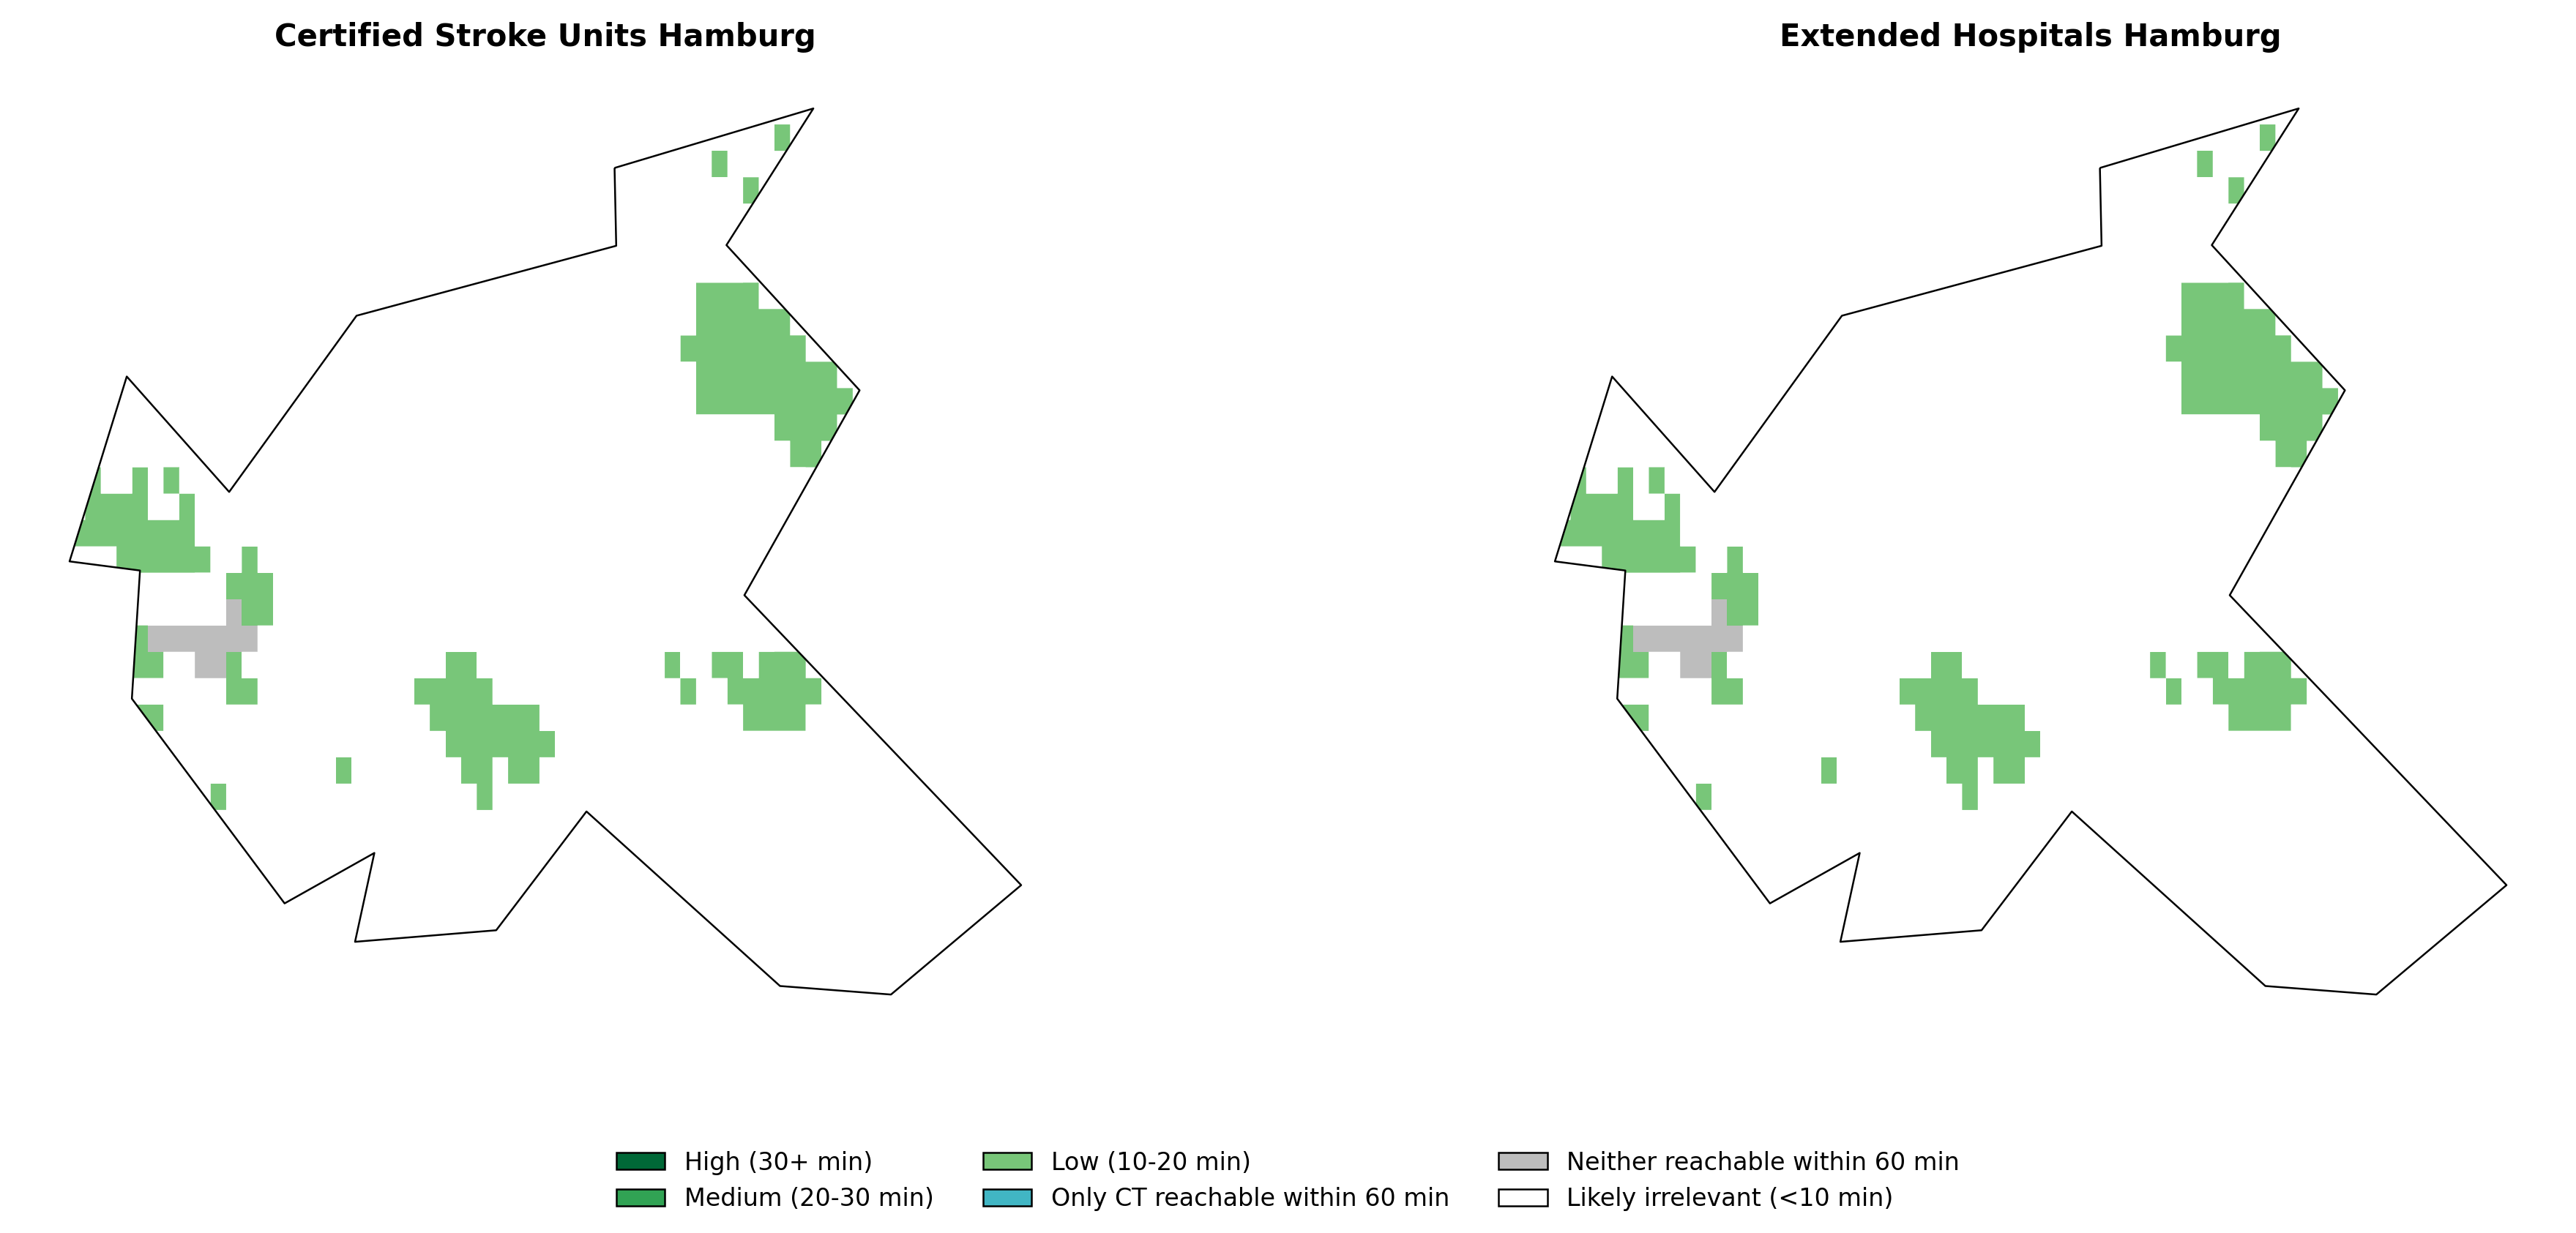 Certified Stroke Units Hamburg
Extended Hospitals Hamburg
High (30+ min)
Medium (20-30 min)
Low (10-20 min)
Only CT reachable within 60 min
Neither reachable within 60 min
Likely irrelevant (<10 min)